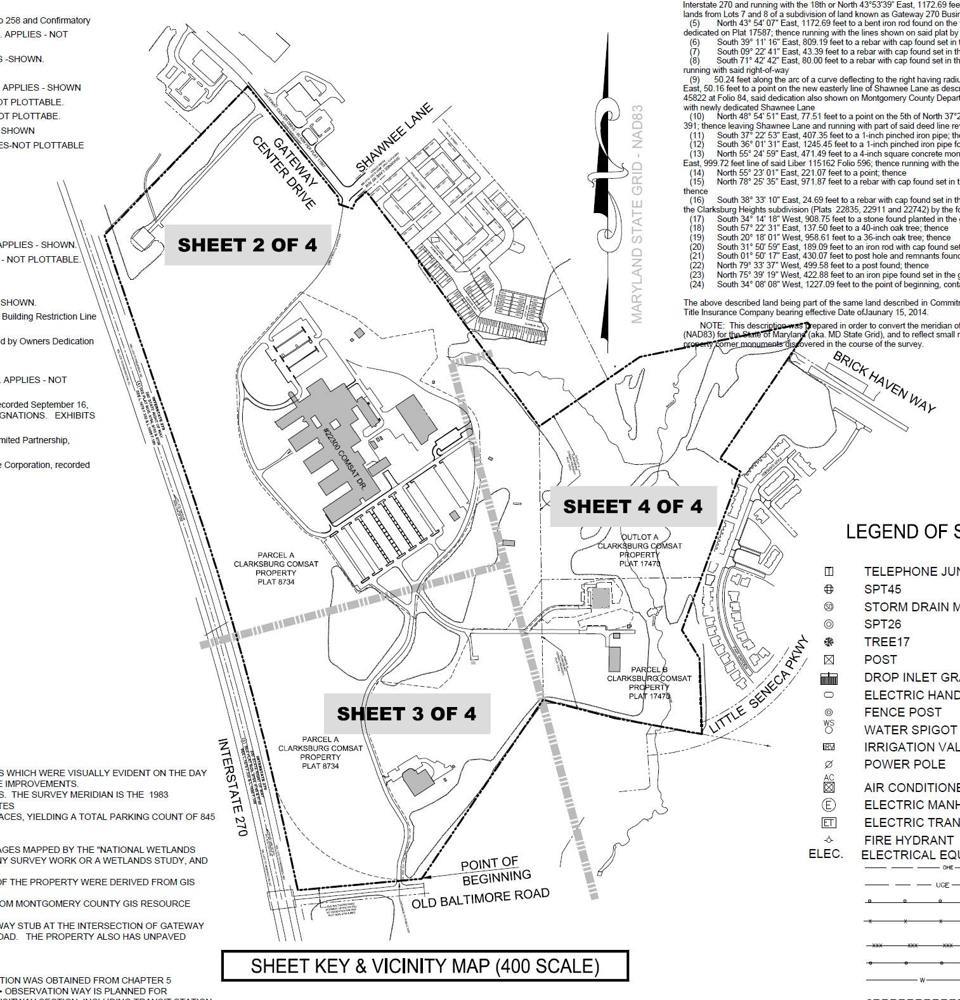 o 258 and Confirmatory
. APPLIES - NOT
S -SHOWN.
APPLIES - SHOWN
OT PLOTTABLE.
OT PLOTTABE.
SHOWN
ES-NOT PLOTTABLE
APPLIES - SHOWN.
- NOT PLOTTABLE.
SHOWN.
Building Restriction Line
d by Owners Dedication
. APPLIES - NOT
ecorded September 16,
GNATIONS. EXHIBITS
mited Partnership,
e Corporation, recorded
S WHICH WERE VISUALLY EVIDENT ON THE DAY
E IMPROVEMENTS.
S. THE SURVEY MERIDIAN IS THE 1983
TES
ACES, YIELDING A TOTAL PARKING COUNT OF 845
AGES MAPPED BY THE "NATIONAL WETLANDS
NY SURVEY WORK OR A WETLANDS STUDY, AND
OF THE PROPERTY WERE DERIVED FROM GIS
OM MONTGOMERY COUNTY GIS RESOURCE
WAY STUB AT THE INTERSECTION OF GATEWAY
OAD. THE PROPERTY ALSO HAS UNPAVED
TION WAS OBTAINED FROM CHAPTER 5
• OBSERVATION WAY IS PLANNED FOR
GATEWAY
CENTER DRIVE
SHAWNEE LANE
SHEET 2 OF 4
MARYLAND STATE GRID - NAD83
BRICK HAVEN WAY
#22300 COMSAT DR.
SHEET 4 OF 4
OUTLOT A
CLARKSBURG COMSAT
PROPERTY
PLAT 17470
PARCEL A
CLARKSBURG COMSAT
PROPERTY
PLAT 8734
FAIR GARDEN
FAIR GARDEN
PARCEL B
CLARKSBURG COMSAT
PROPERTY
PLAT 17470
LITTLE SENECA PKWY
SHEET 3 OF 4
PARCEL A
CLARKSBURG COMSAT
PROPERTY
PLAT 8734
INTERSTATE 270
POINT OF
BEGINNING
OLD BALTIMORE ROAD
SHEET KEY & VICINITY MAP (400 SCALE)
Interstate 270 and running with the 18th or North 43°53'39" East, 1172.69 fee
lands from Lots 7 and 8 of a subdivision of land known as Gateway 270 Busin
(5) North 43° 54' 07" East, 1172.69 feet to a bent iron rod found on the
dedicated on Plat 17587; thence running with the lines shown on said plat by
(6) South 39° 11' 16" East, 809.19 feet to a rebar with cap found set in t
(7) South 09° 22' 41" East, 43.39 feet to a rebar with cap found set in th
(8) South 71° 42' 42" East, 80.00 feet to a rebar with cap found set in th
running with said right-of-way
(9) 50.24 feet along the arc of a curve deflecting to the right having radiu
East, 50.16 feet to a point on the new easterly line of Shawnee Lane as descr
45822 at Folio 84, said dedication also shown on Montgomery County Depart
with newly dedicated Shawnee Lane
(10) North 48° 54' 51" East, 77.51 feet to a point on the 5th of North 37°2
391; thence leaving Shawnee Lane and running with part of said deed line rev
(11) South 37° 22' 53" East, 407.35 feet to a 1-inch pinched iron pipe; the
(12) South 36° 01' 31" East, 1245.45 feet to a 1-inch pinched iron pipe fo
(13) North 55° 24' 59" East, 471.49 feet to a 4-inch square concrete mon
East, 999.72 feet line of said Liber 115162 Folio 596; thence running with the
(14) North 55° 23' 01" East, 221.07 feet to a point; thence
(15) North 78° 25' 35" East, 971.87 feet to a rebar with cap found set in t
thence
(16) South 38° 33' 10" East, 24.69 feet to a rebar with cap found set in th
the Clarksburg Heights subdivision (Plats 22835, 22911 and 22742) by the fo
(17) South 34° 14' 18" West, 908.75 feet to a stone found planted in the g
(18) South 57° 22' 31" East, 137.50 feet to a 40-inch oak tree; thence
(19) South 20° 18' 01" West, 958.61 feet to a 36-inch oak tree; thence
(20) South 31° 50' 59" East, 189.09 feet to an iron rod with cap found set
(21) South 01° 50' 17" East, 430.07 feet to post hole and remnants found
(22) North 79° 33' 37" West, 499.58 feet to a post found; thence
(23) North 75° 39' 19" West, 422.88 feet to an iron pipe found set in the g
(24) South 34° 08' 08" West, 1227.09 feet to the point of beginning, conta
The above described land being part of the same land described in Commitm
Title Insurance Company bearing effective Date ofJaunary 15, 2014.
NOTE: This description was prepared in order to convert the meridian of
(NAD83) for the State of Maryland (aka. MD State Grid), and to reflect small r
property corner monuments discovered in the course of the survey.
LEGEND OF S
TELEPHONE JUN
SPT45
SD STORM DRAIN M
SPT26
TREE17
POST
DROP INLET GRA
ELECTRIC HAND
FENCE POST
WS WATER SPIGOT
IRV IRRIGATION VAL
POWER POLE
AC AIR CONDITIONE
E ELECTRIC MANH
ET ELECTRIC TRAN
FIRE HYDRANT
ELEC. ELECTRICAL EQU
OHE
UGE
x x x
XXX XXX XXX
W